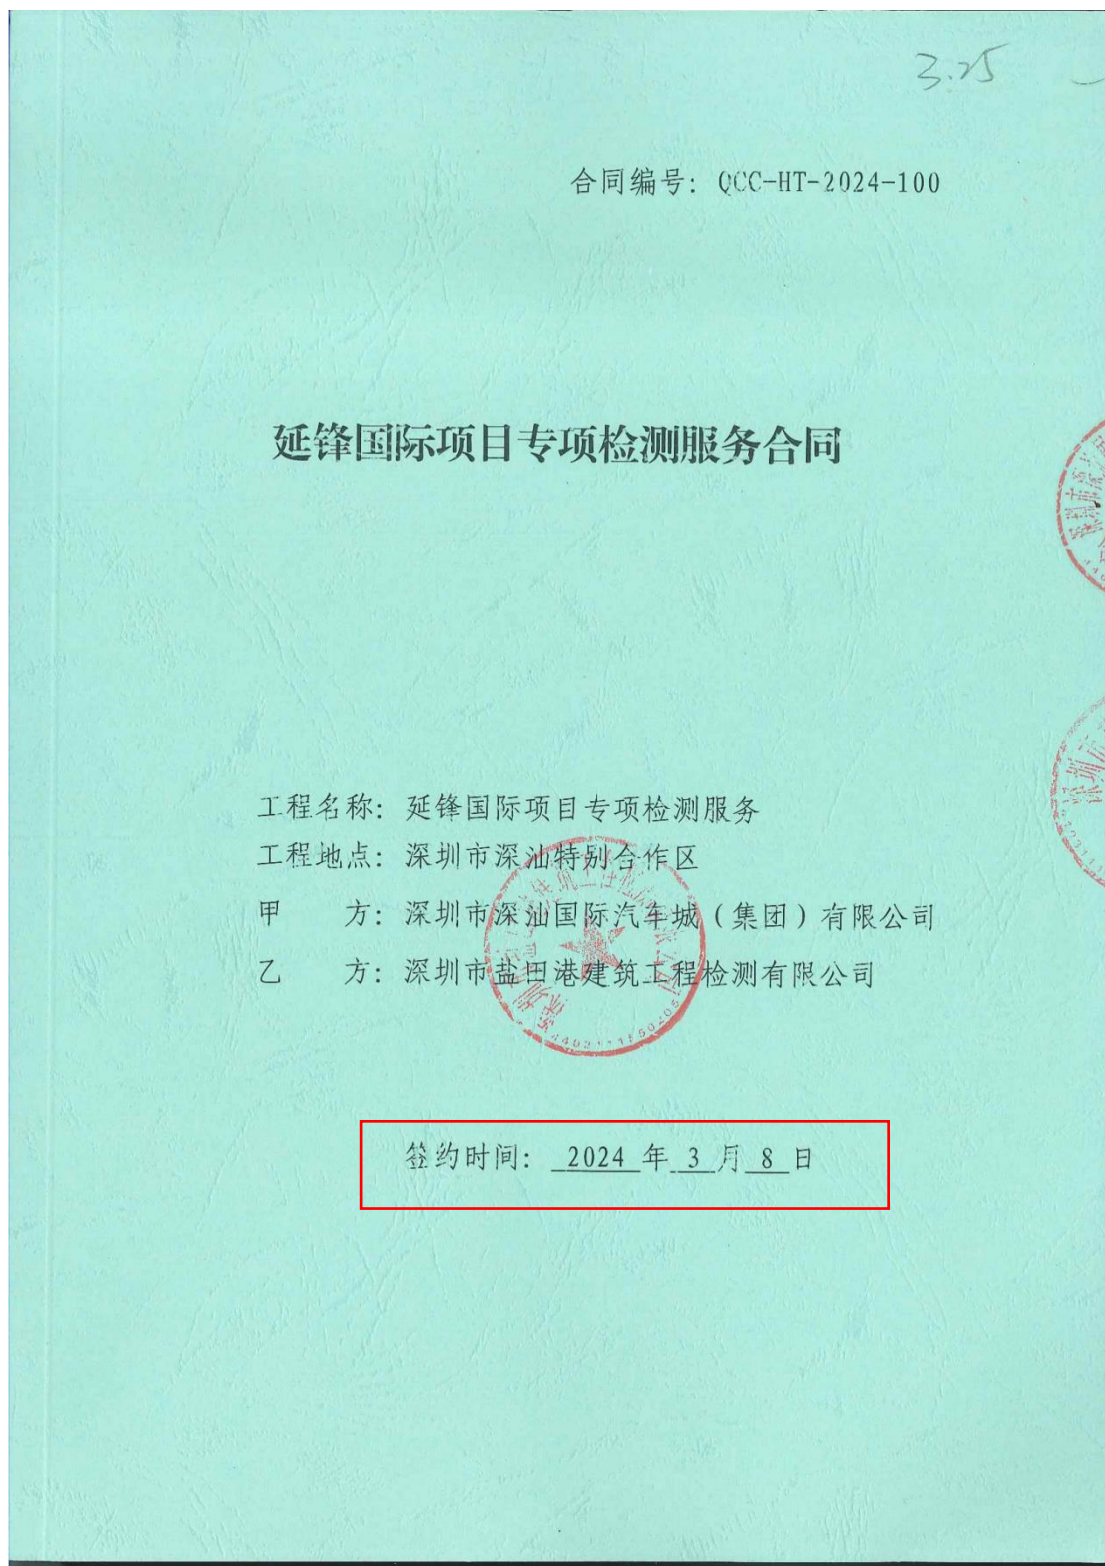 3.25
合同编号: QCC-HT-2024-100
延锋国际项目专项检测服务合同
工程名称: 延锋国际项目专项检测服务
工程地点: 深圳市深汕特别合作区
甲 方: 深圳市深汕国际汽车城（集团）有限公司
乙 方: 深圳市盐田港建筑工程检测有限公司
签约时间: 2024 年 3 月 8 日